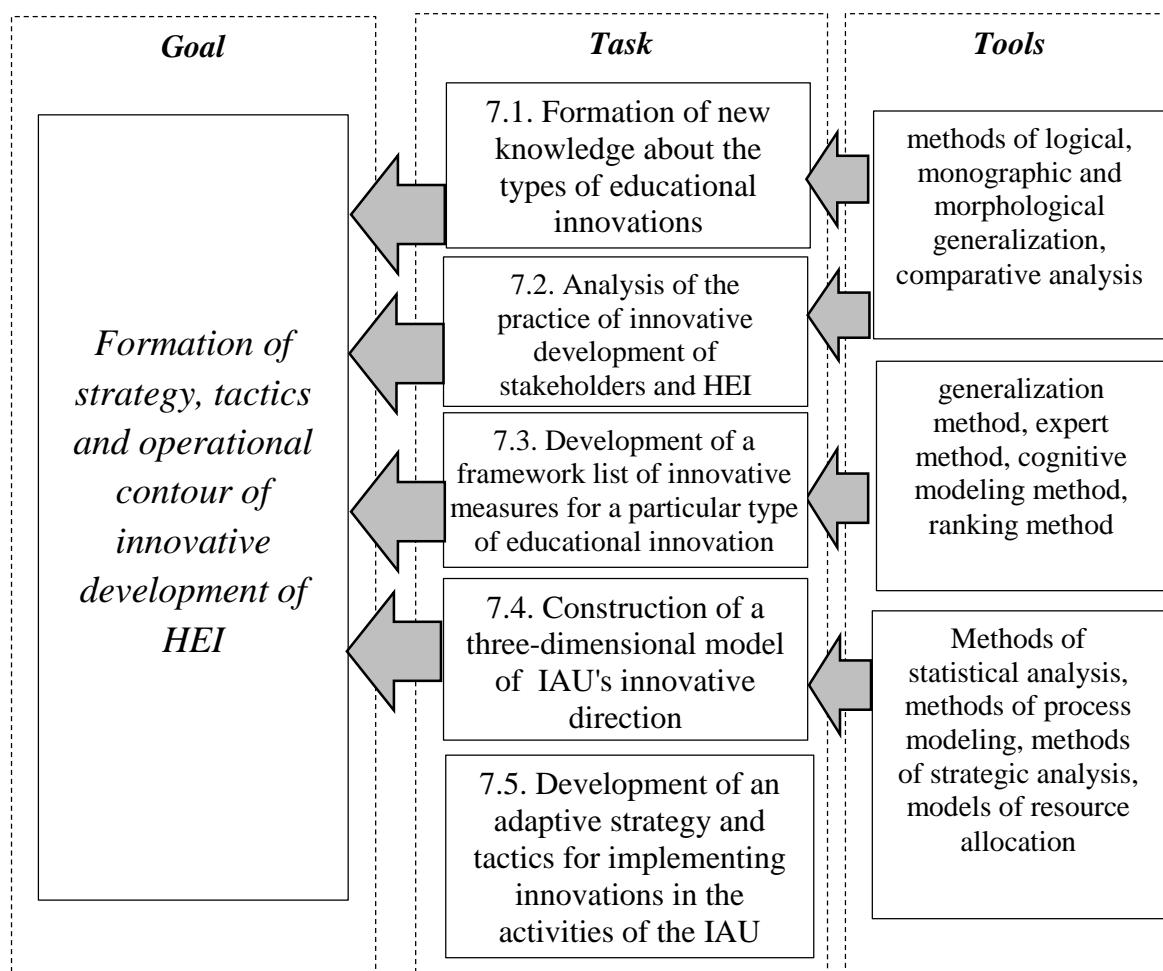 Goal
Formation of
strategy, tactics
and operational
contour of
innovative
development of
HEI
Task
7.1. Formation of new
knowledge about the
types of educational
innovations
7.2. Analysis of the
practice of innovative
development of
stakeholders and HEI
7.3. Development of a
framework list of innovative
measures for a particular type
of educational innovation
7.4. Construction of a
three-dimensional model
of IAU's innovative
direction
7.5. Development of an
adaptive strategy and
tactics for implementing
innovations in the
activities of the IAU
Tools
methods of logical,
monographic and
morphological
generalization,
comparative analysis
generalization
method, expert
method, cognitive
modeling method,
ranking method
Methods of
statistical analysis,
methods of process
modeling, methods
of strategic analysis,
models of resource
allocation